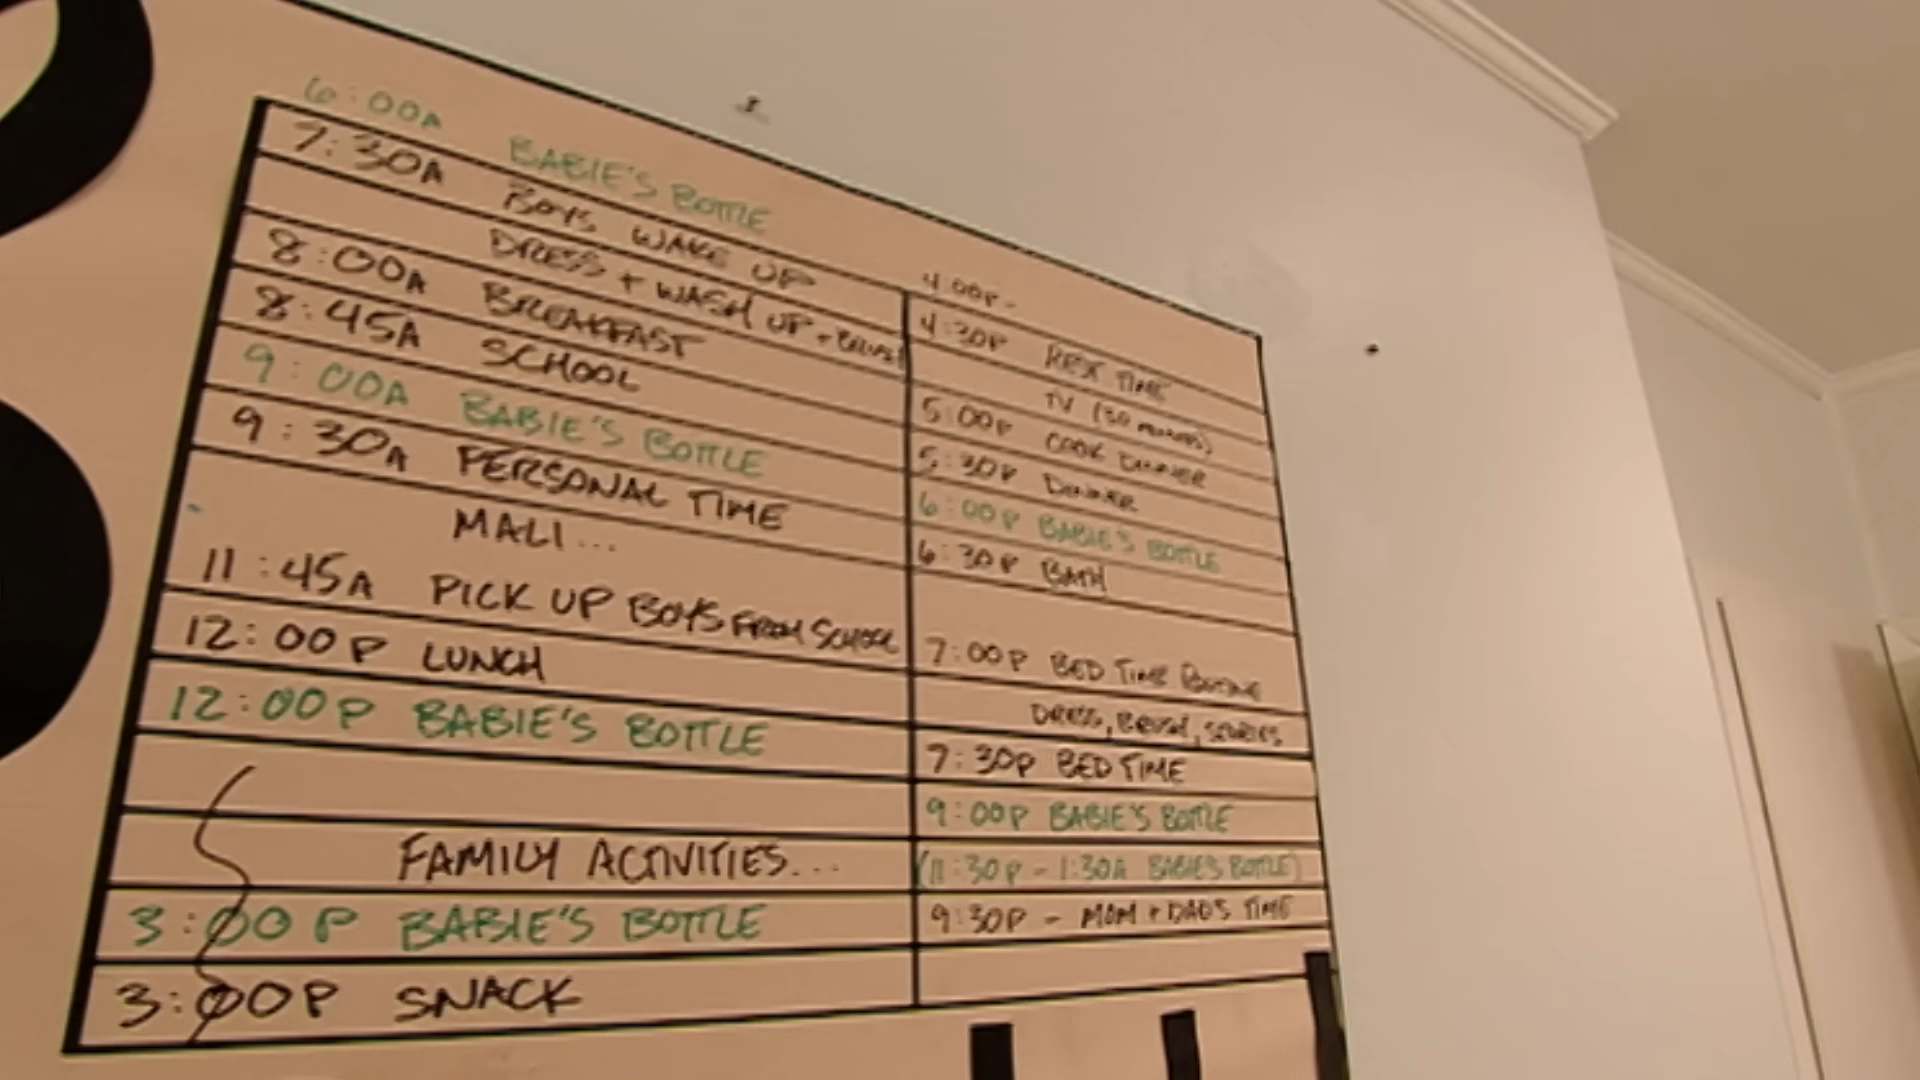 6:00A BABIE'S BOTTLE
7:30A BOYS WAKE UP
DRESS + WASH UP + BRUSH
8:00A BREAKFAST
8:45A SCHOOL
9:00A BABIE'S BOTTLE
9:30A PERSONAL TIME
MALI...
11:45A PICK UP BOYS FROM SCHOOL
12:00P LUNCH
12:00P BABIE'S BOTTLE
FAMILY ACTIVITIES...
3:00P BABIE'S BOTTLE
3:00P SNACK
4:00P-
4:30P REST TIME
TV (30 MINUTES)
5:00P COOK DINNER
5:30P DINNER
6:00P BABIE'S BOTTLE
6:30P BATH
7:00P BED TIME ROUTINE
DRESS, BRUSH, STORIES
7:30P BED TIME
9:00P BABIE'S BOTTLE
(11:30P - 1:30A BABIES BOTTLE)
9:30P - MOM + DADS TIME